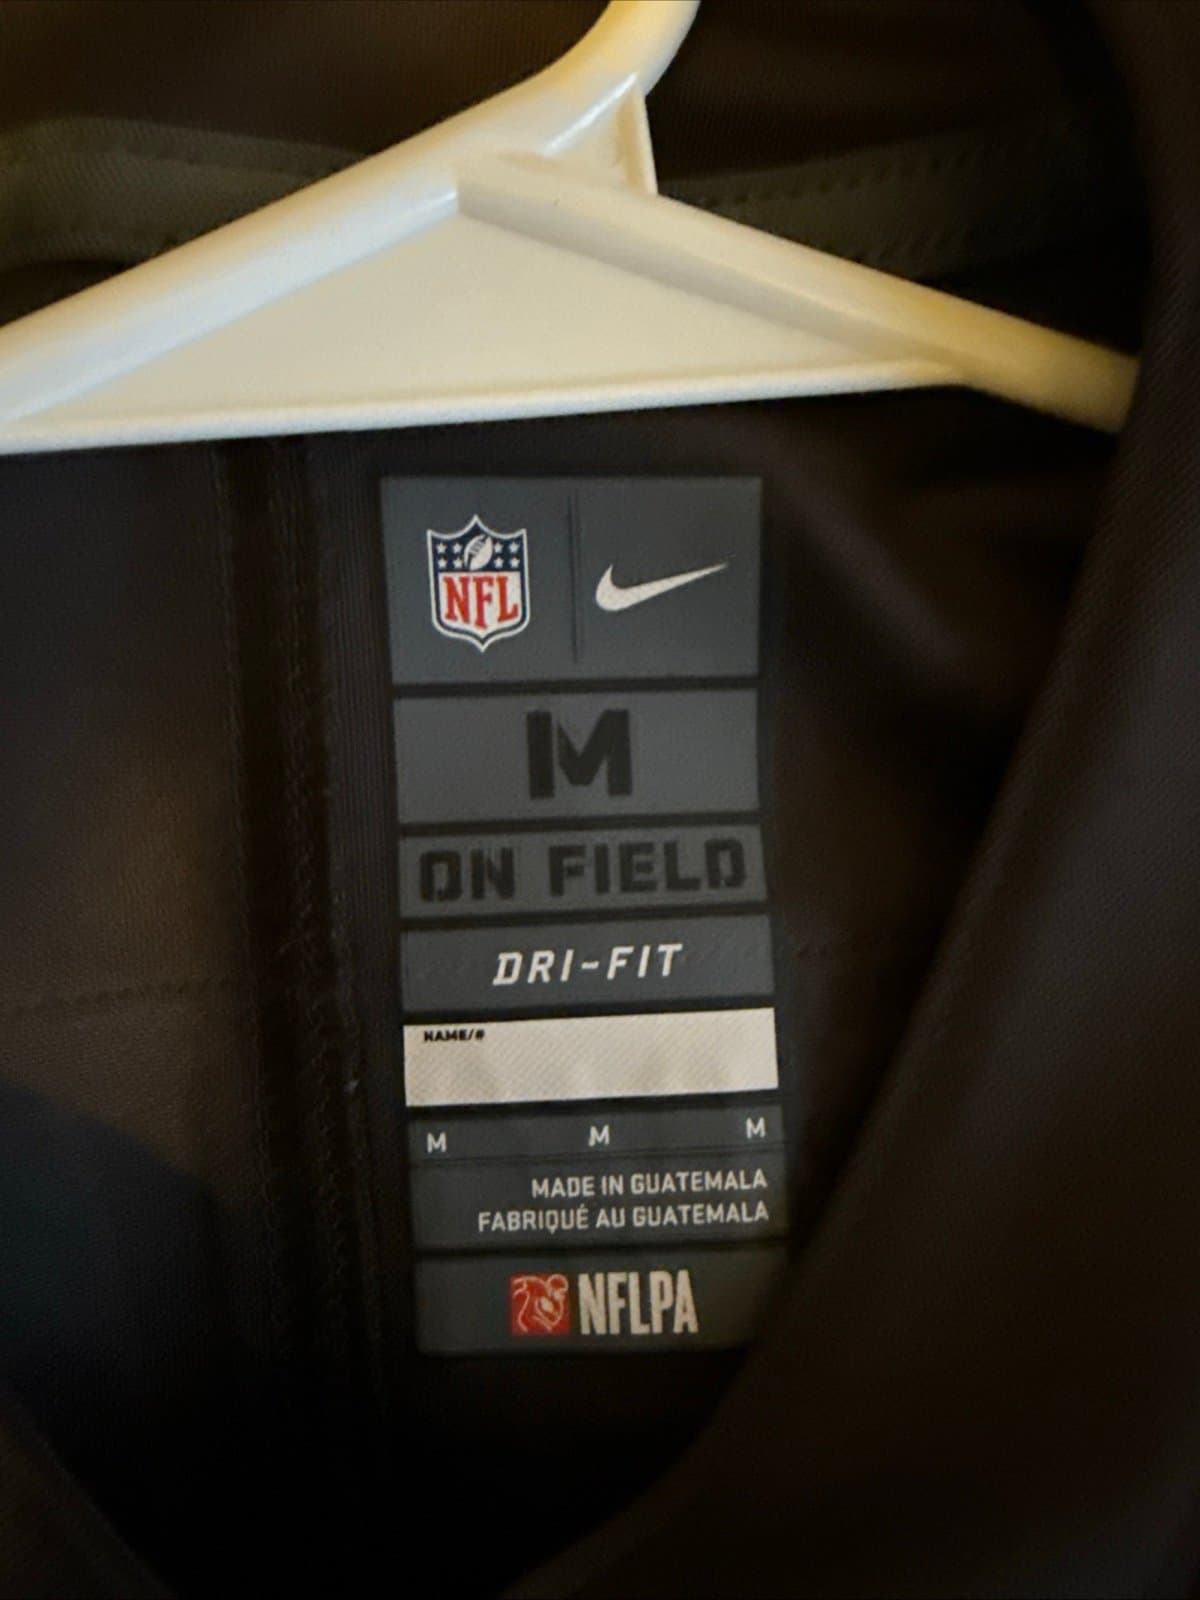 NFL
M
ON FIELD
DRI-FIT
NAME/#
M M M
MADE IN GUATEMALA
FABRIQUÉ AU GUATEMALA
NFLPA